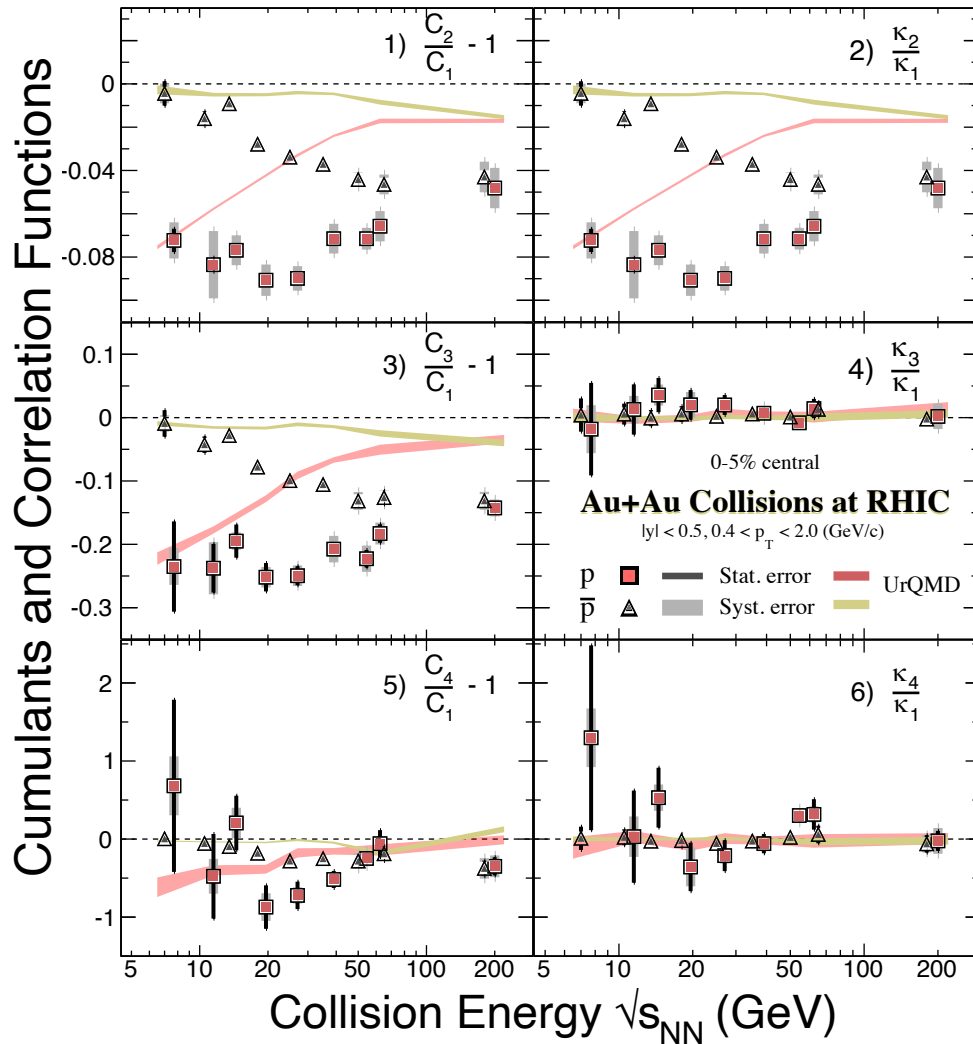 Cumulants and Correlation Functions
1) C2/C1 - 1
2) κ2/κ1
0
-0.04
-0.08
3) C3/C1 - 1
4) κ3/κ1
0.1
0
-0.1
-0.2
-0.3
0-5% central
Au+Au Collisions at RHIC
|y| < 0.5, 0.4 < pT < 2.0 (GeV/c)
p Stat. error UrQMD
p̅ Syst. error
5) C4/C1 - 1
6) κ4/κ1
2
1
0
-1
5 10 20 50 100 200 5 10 20 50 100 200
Collision Energy √sNN (GeV)